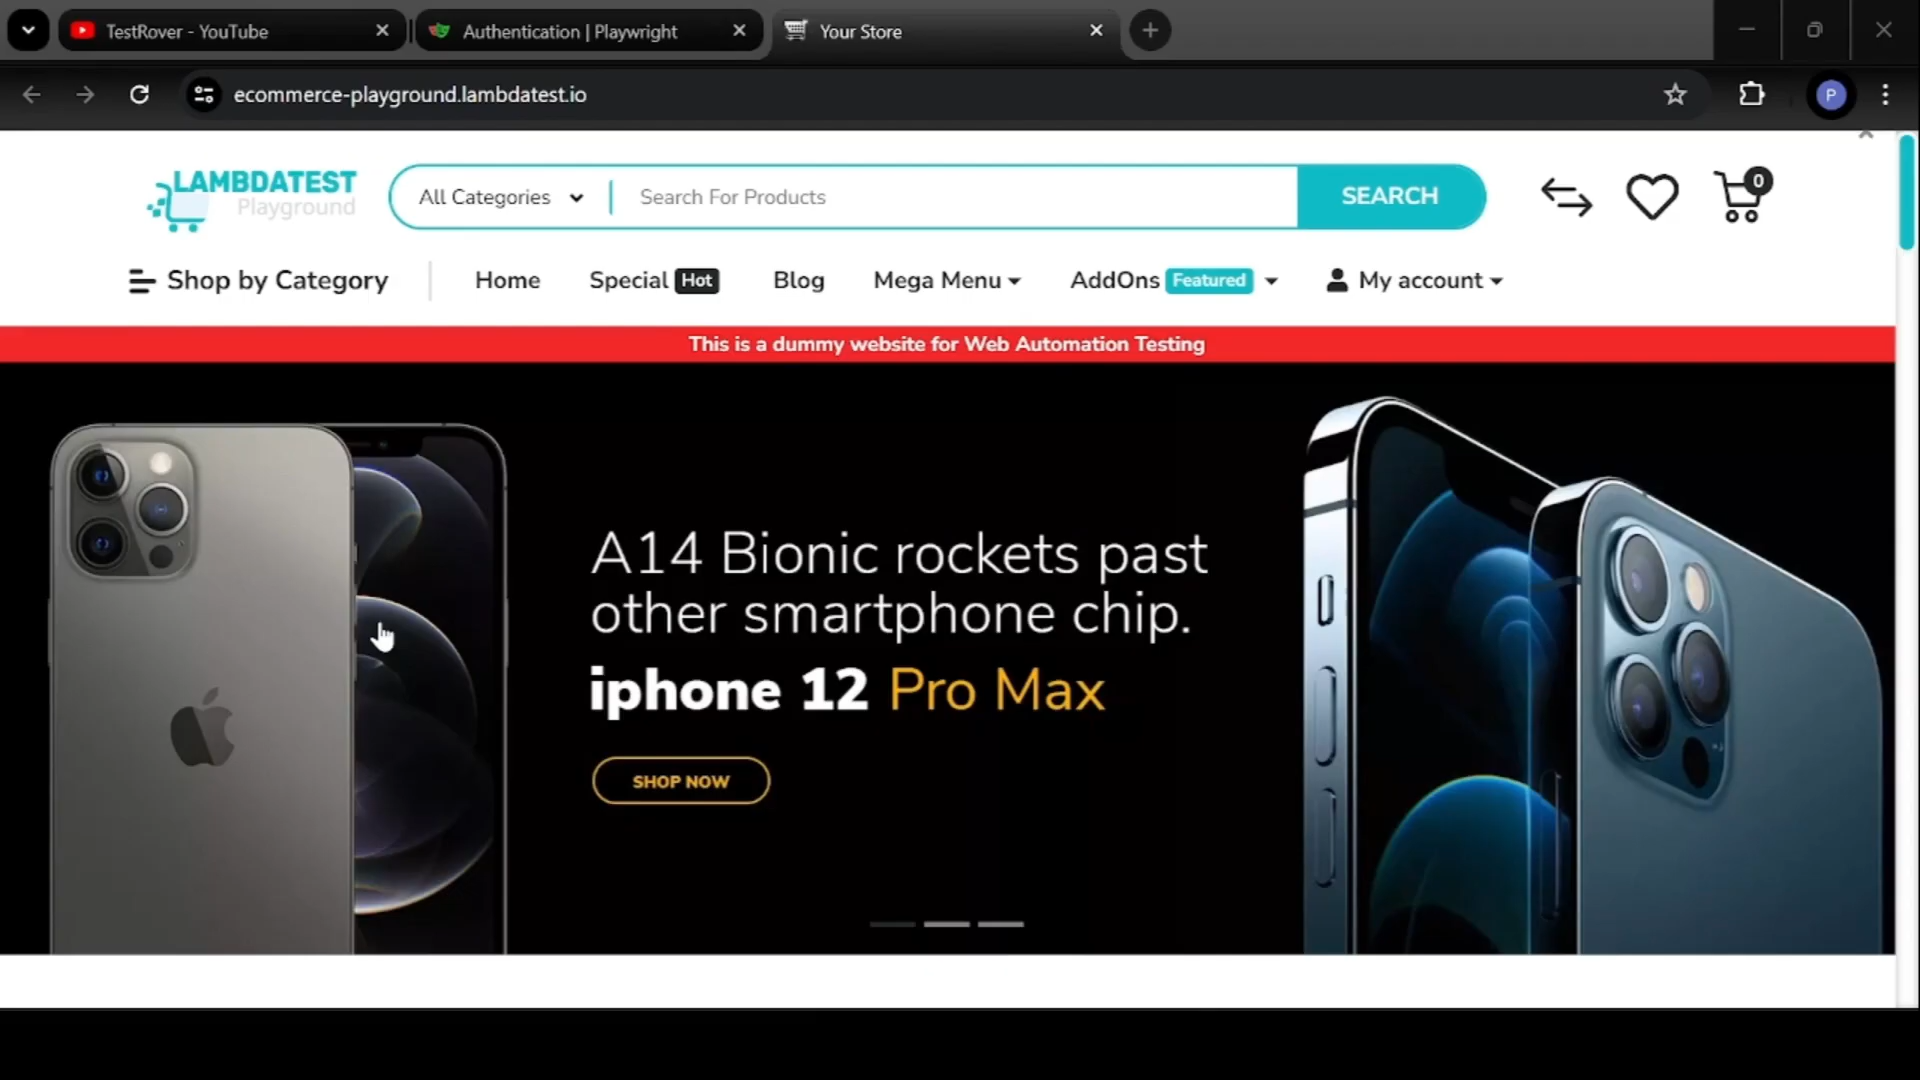 TestRover - YouTube
Authentication | Playwright
Your Store
ecommerce-playground.lambdatest.io
P
LAMBDATEST
Playground
All Categories
Search For Products
SEARCH
0
Shop by Category
Home
Special Hot
Blog
Mega Menu
AddOns Featured
My account
This is a dummy website for Web Automation Testing
A14 Bionic rockets past
other smartphone chip.
iphone 12 Pro Max
SHOP NOW